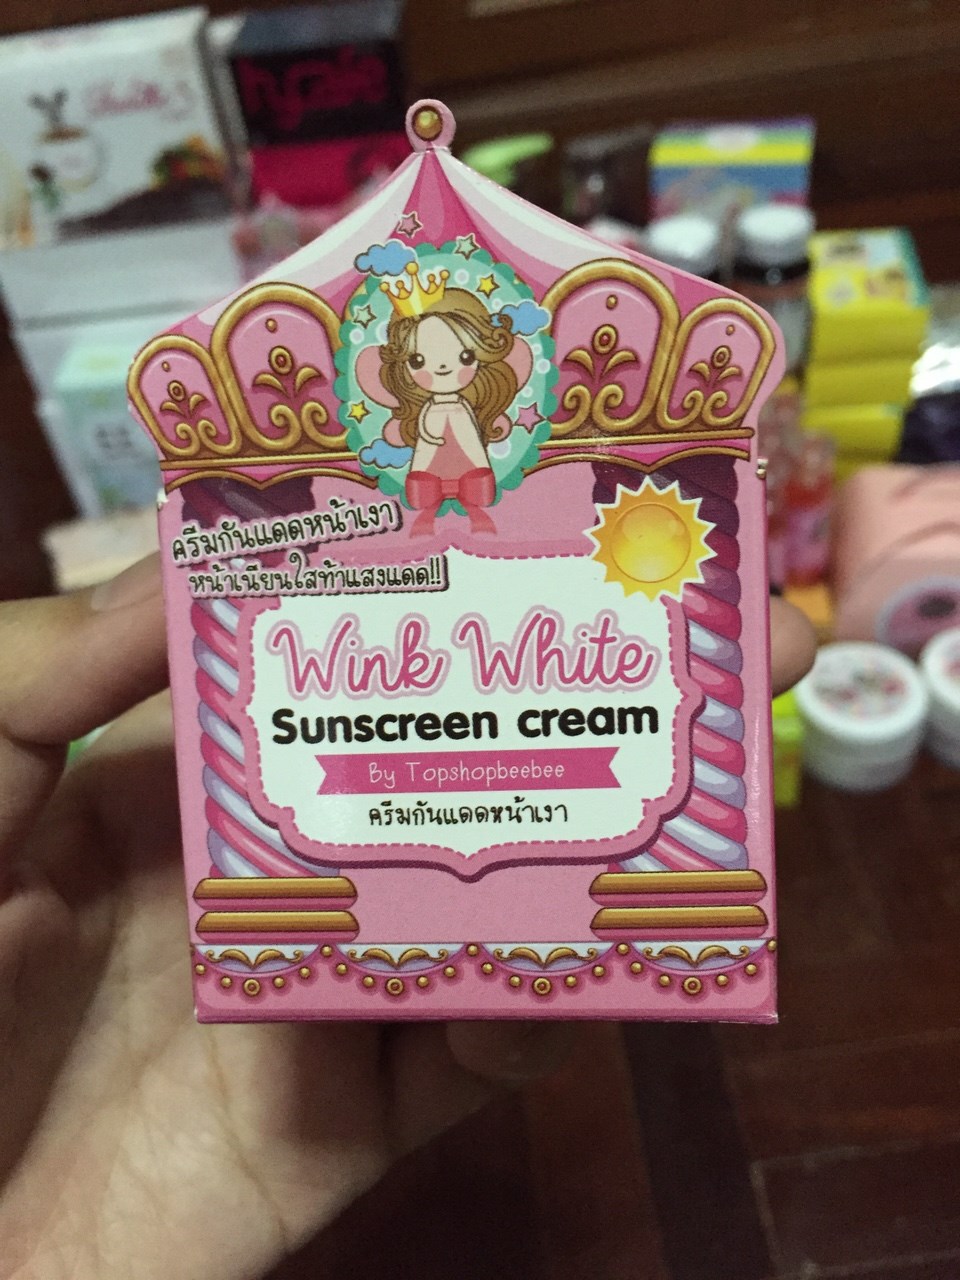 ครีมกันแดดหน้าเงา
หน้าเนียนใสท้าแสงแดด!!
Wink White
Sunscreen cream
By Topshopbeebee
ครีมกันแดดหน้าเงา